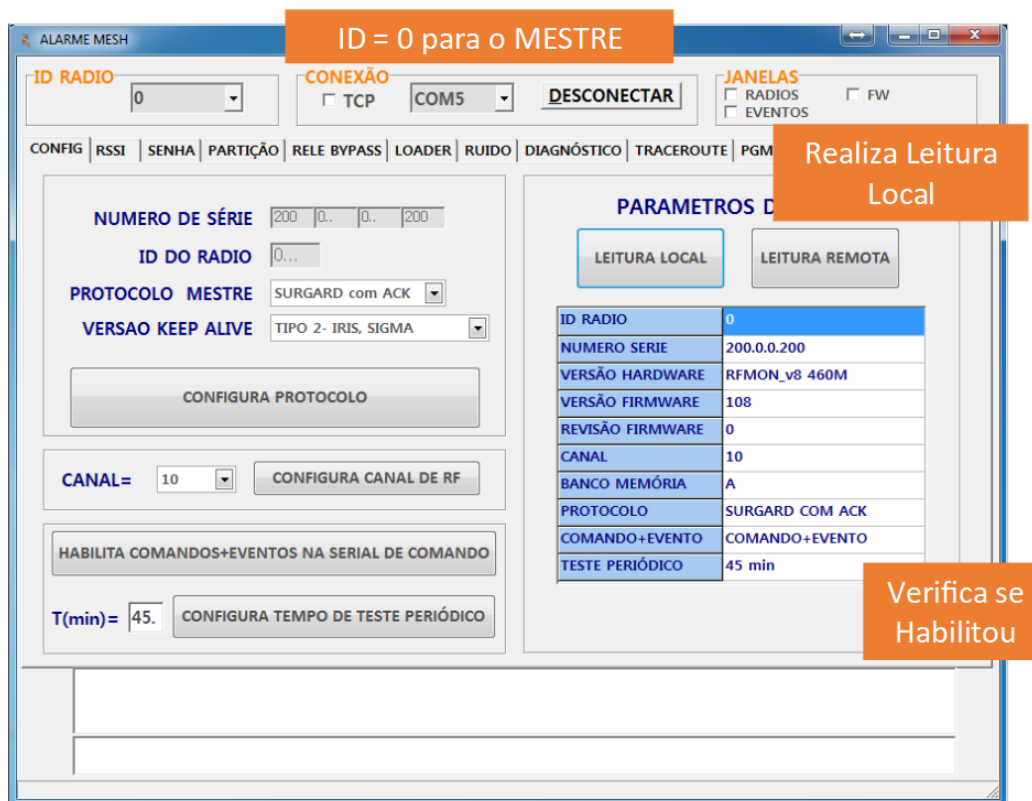 ALARME MESH
ID = 0 para o MESTRE
ID RADIO
0
CONEXÃO
TCP
COM5
DESCONECTAR
JANELAS
RADIOS
FW
EVENTOS
CONFIG
RSSI
SENHA
PARTIÇÃO
RELE BYPASS
LOADER
RUIDO
DIAGNÓSTICO
TRACEROUTE
PGM
Realiza Leitura
Local
NUMERO DE SÉRIE
200
0..
0..
200
ID DO RADIO
0...
PROTOCOLO MESTRE
SURGARD com ACK
VERSAO KEEP ALIVE
TIPO 2- IRIS, SIGMA
CONFIGURA PROTOCOLO
CANAL=
10
CONFIGURA CANAL DE RF
HABILITA COMANDOS+EVENTOS NA SERIAL DE COMANDO
T(min)=
45.
CONFIGURA TEMPO DE TESTE PERIÓDICO
PARAMETROS D
LEITURA LOCAL
LEITURA REMOTA
ID RADIO 0
NUMERO SERIE 200.0.0.200
VERSÃO HARDWARE RFMON_v8 460M
VERSÃO FIRMWARE 108
REVISÃO FIRMWARE 0
CANAL 10
BANCO MEMÓRIA A
PROTOCOLO SURGARD COM ACK
COMANDO+EVENTO COMANDO+EVENTO
TESTE PERIÓDICO 45 min
Verifica se
Habilitou